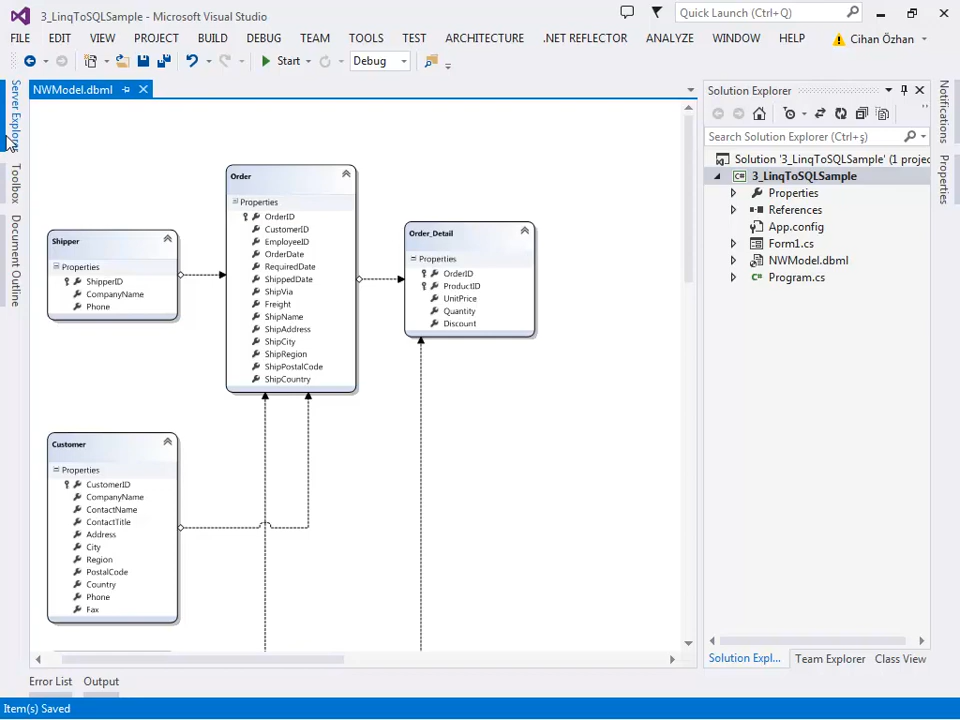 3_LinqToSQLSample - Microsoft Visual Studio
Quick Launch (Ctrl+Q)
FILE EDIT VIEW PROJECT BUILD DEBUG TEAM TOOLS TEST ARCHITECTURE .NET REFLECTOR ANALYZE WINDOW HELP Cihan Özhan
Start Debug
Server Explorer
Toolbox
Document Outline
NWModel.dbml
Order
Properties
OrderID
CustomerID
EmployeeID
OrderDate
RequiredDate
ShippedDate
ShipVia
Freight
ShipName
ShipAddress
ShipCity
ShipRegion
ShipPostalCode
ShipCountry
Order_Detail
Properties
OrderID
ProductID
UnitPrice
Quantity
Discount
Shipper
Properties
ShipperID
CompanyName
Phone
Customer
Properties
CustomerID
CompanyName
ContactName
ContactTitle
Address
City
Region
PostalCode
Country
Phone
Fax
Solution Explorer
Search Solution Explorer (Ctrl+ş)
Solution '3_LinqToSQLSample' (1 projec
3_LinqToSQLSample
Properties
References
App.config
Form1.cs
NWModel.dbml
Program.cs
Solution Expl... Team Explorer Class View
Notifications
Properties
Error List Output
Item(s) Saved